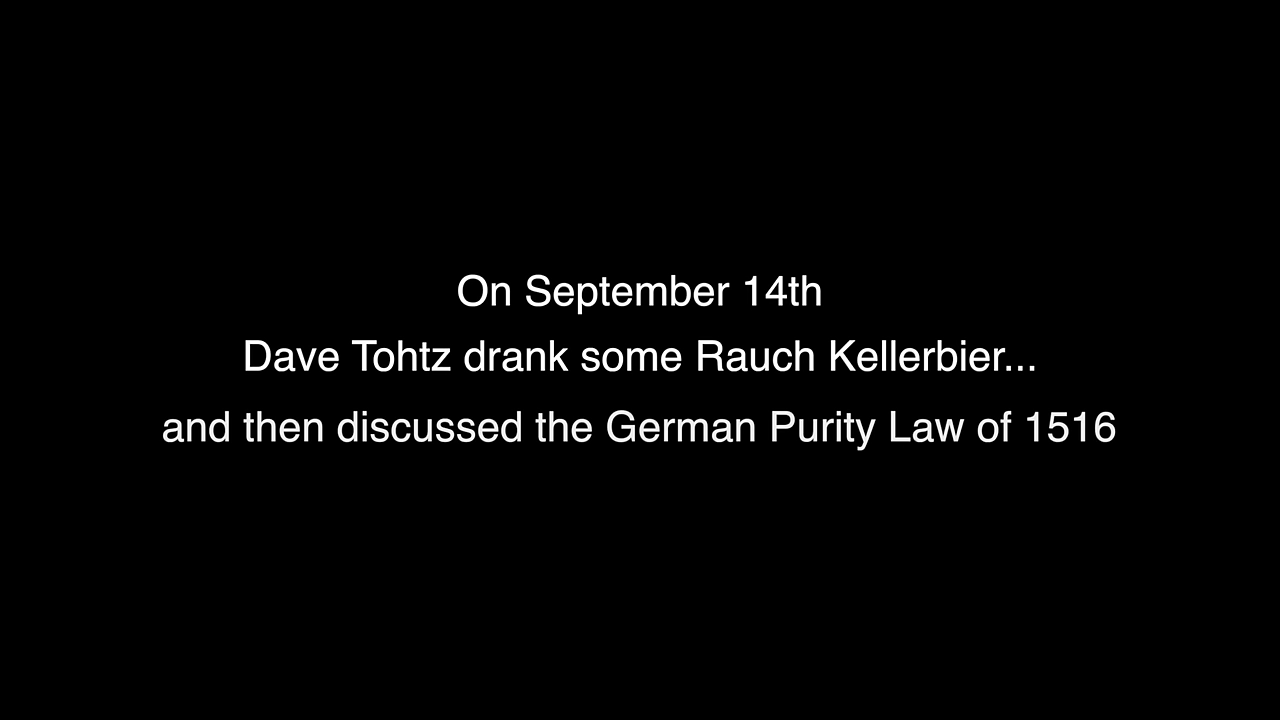 On September 14th
Dave Tohtz drank some Rauch Kellerbier...
and then discussed the German Purity Law of 1516